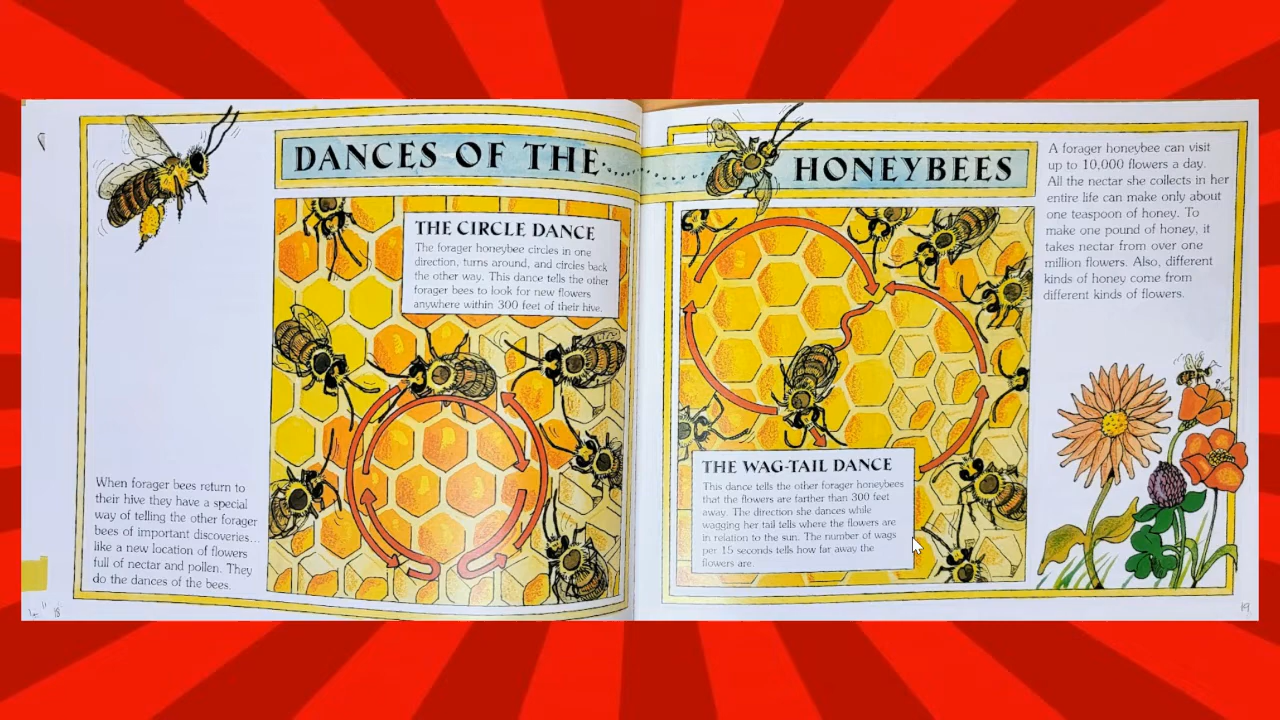 DANCES OF THE
When forager bees return to
their hive they have a special
way of telling the other forager
bees of important discoveries...
like a new location of flowers
full of nectar and pollen. They
do the dances of the bees.
THE CIRCLE DANCE
The forager honeybee circles in one
direction, turns around, and circles back
the other way. This dance tells the other
forager bees to look for new flowers
anywhere within 300 feet of their hive.
18
HONEYBEES
THE WAG-TAIL DANCE
This dance tells the other forager honeybees
that the flowers are farther than 300 feet
away. The direction she dances while
wagging her tail tells where the flowers are
in relation to the sun. The number of wags
per 15 seconds tells how far away the
flowers are.
A forager honeybee can visit
up to 10,000 flowers a day.
All the nectar she collects in her
entire life can make only about
one teaspoon of honey. To
make one pound of honey, it
takes nectar from over one
million flowers. Also, different
kinds of honey come from
different kinds of flowers.
19